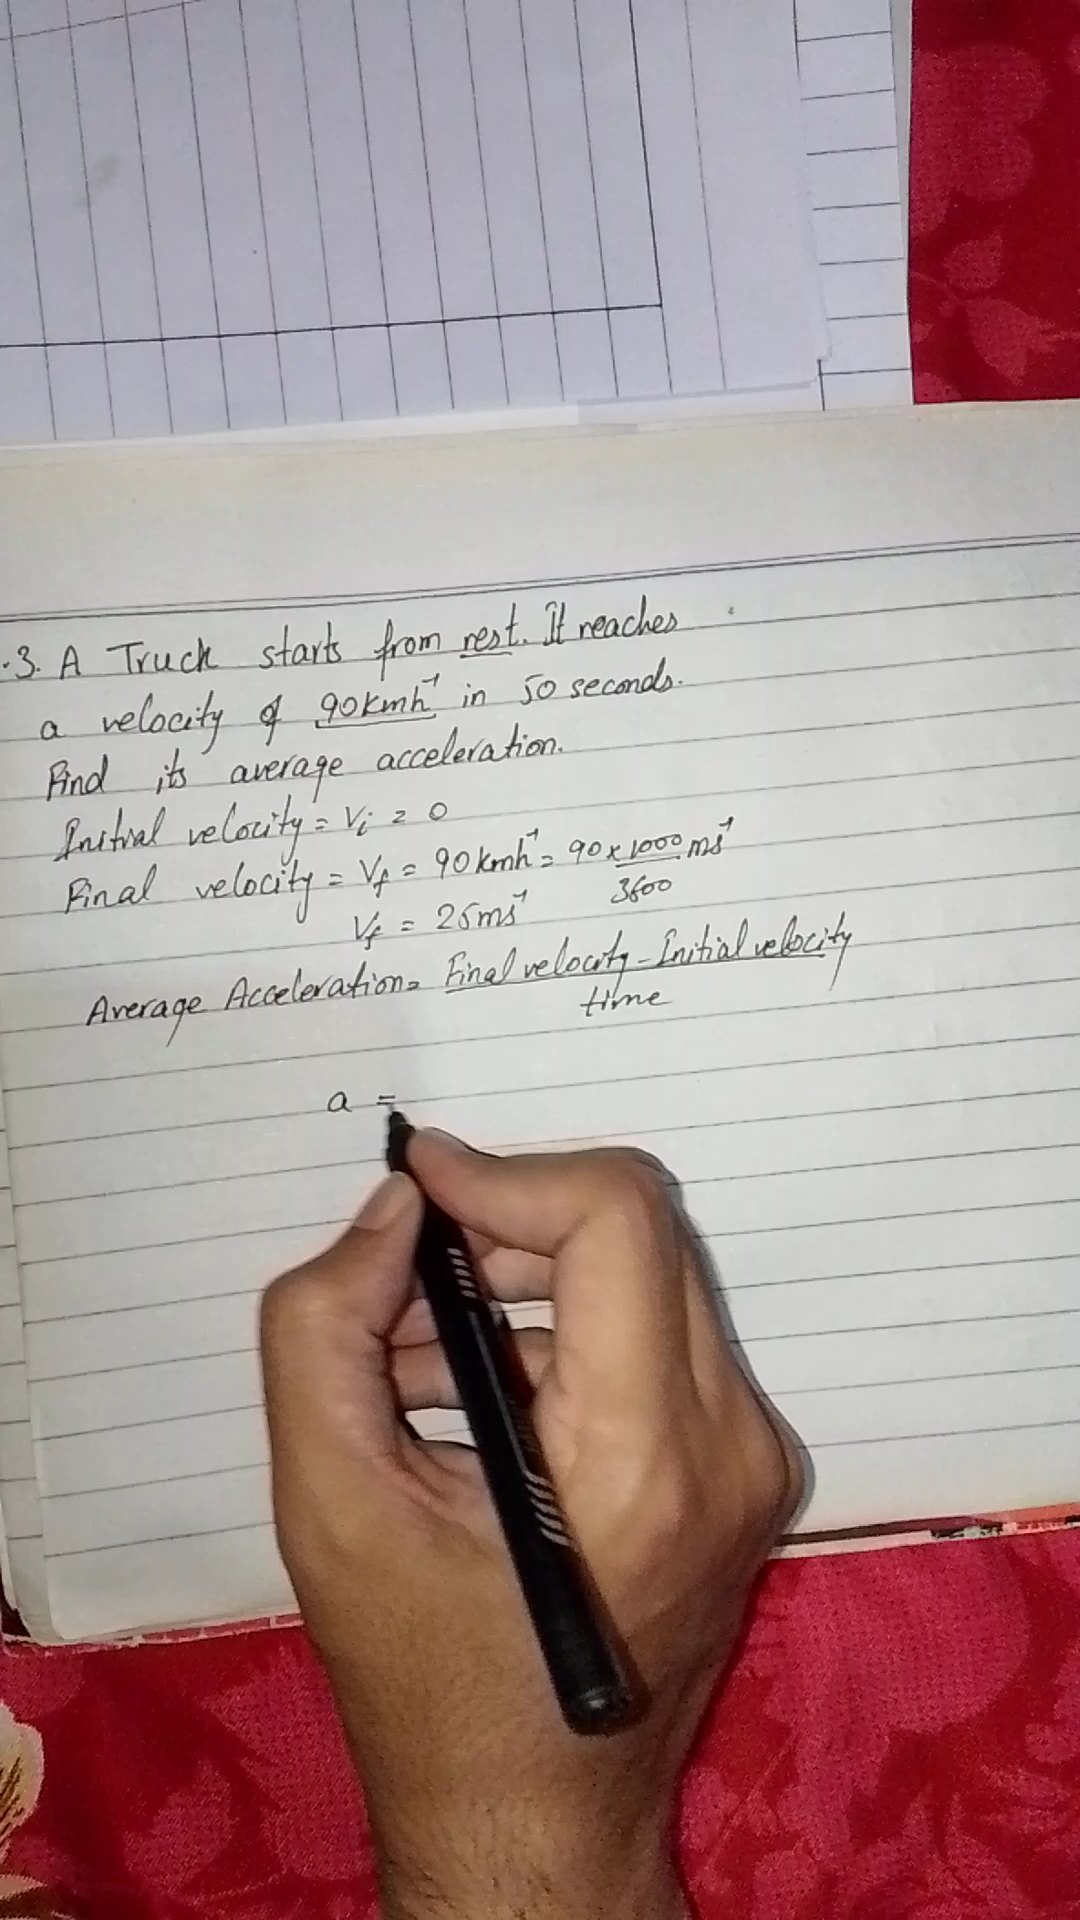 .3. A Truck starts from rest. It reaches
a velocity of 90kmh⁻¹ in 50 seconds.
Find its average acceleration.
Initial velocity = Vi = 0
Final velocity = Vf = 90kmh⁻¹ = 90 x 1000 ms⁻¹
3600
Vf = 25ms⁻¹
Average Acceleration = Final velocity - Initial velocity
time
a =